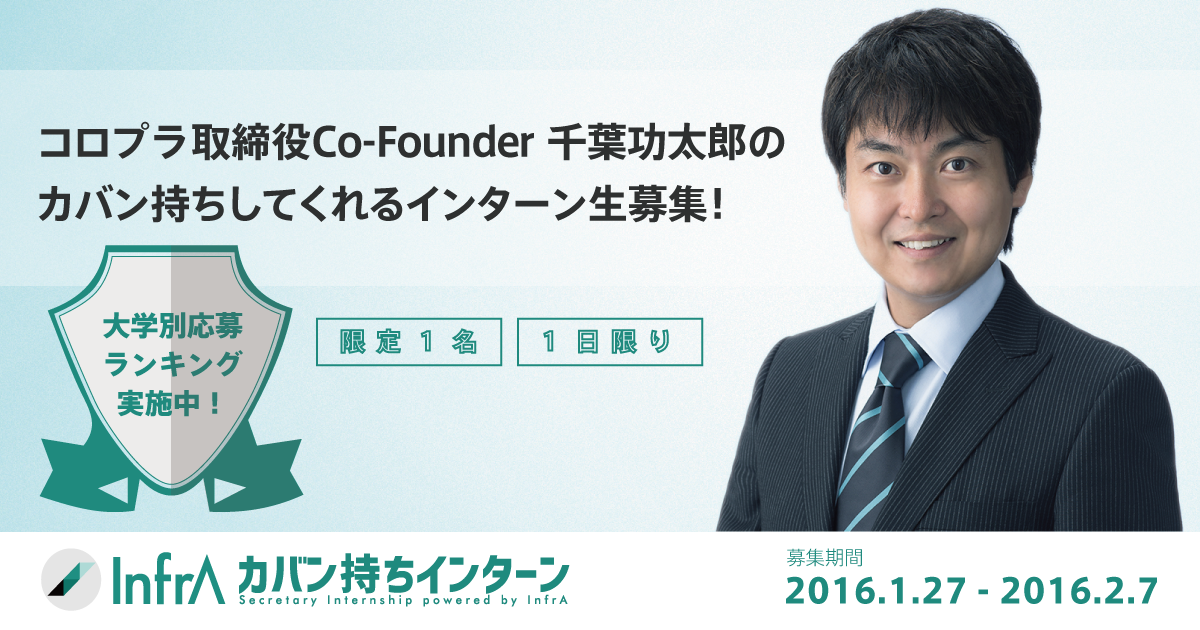 コロプラ取締役Co-Founder 千葉功太郎の
カバン持ちしてくれるインターン生募集!
大学別応募
ランキング
実施中！
限定1名
1日限り
InfrA カバン持ちインターン
Secretary Internship powered by InfrA
募集期間
2016.1.27 - 2016.2.7